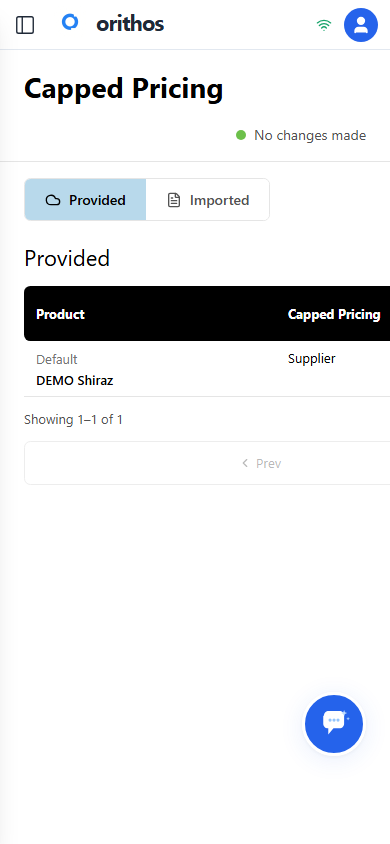 orithos
Capped Pricing
No changes made
Provided
Imported
Provided
Product
Capped Pricing
Default
Supplier
DEMO Shiraz
Showing 1–1 of 1
Prev